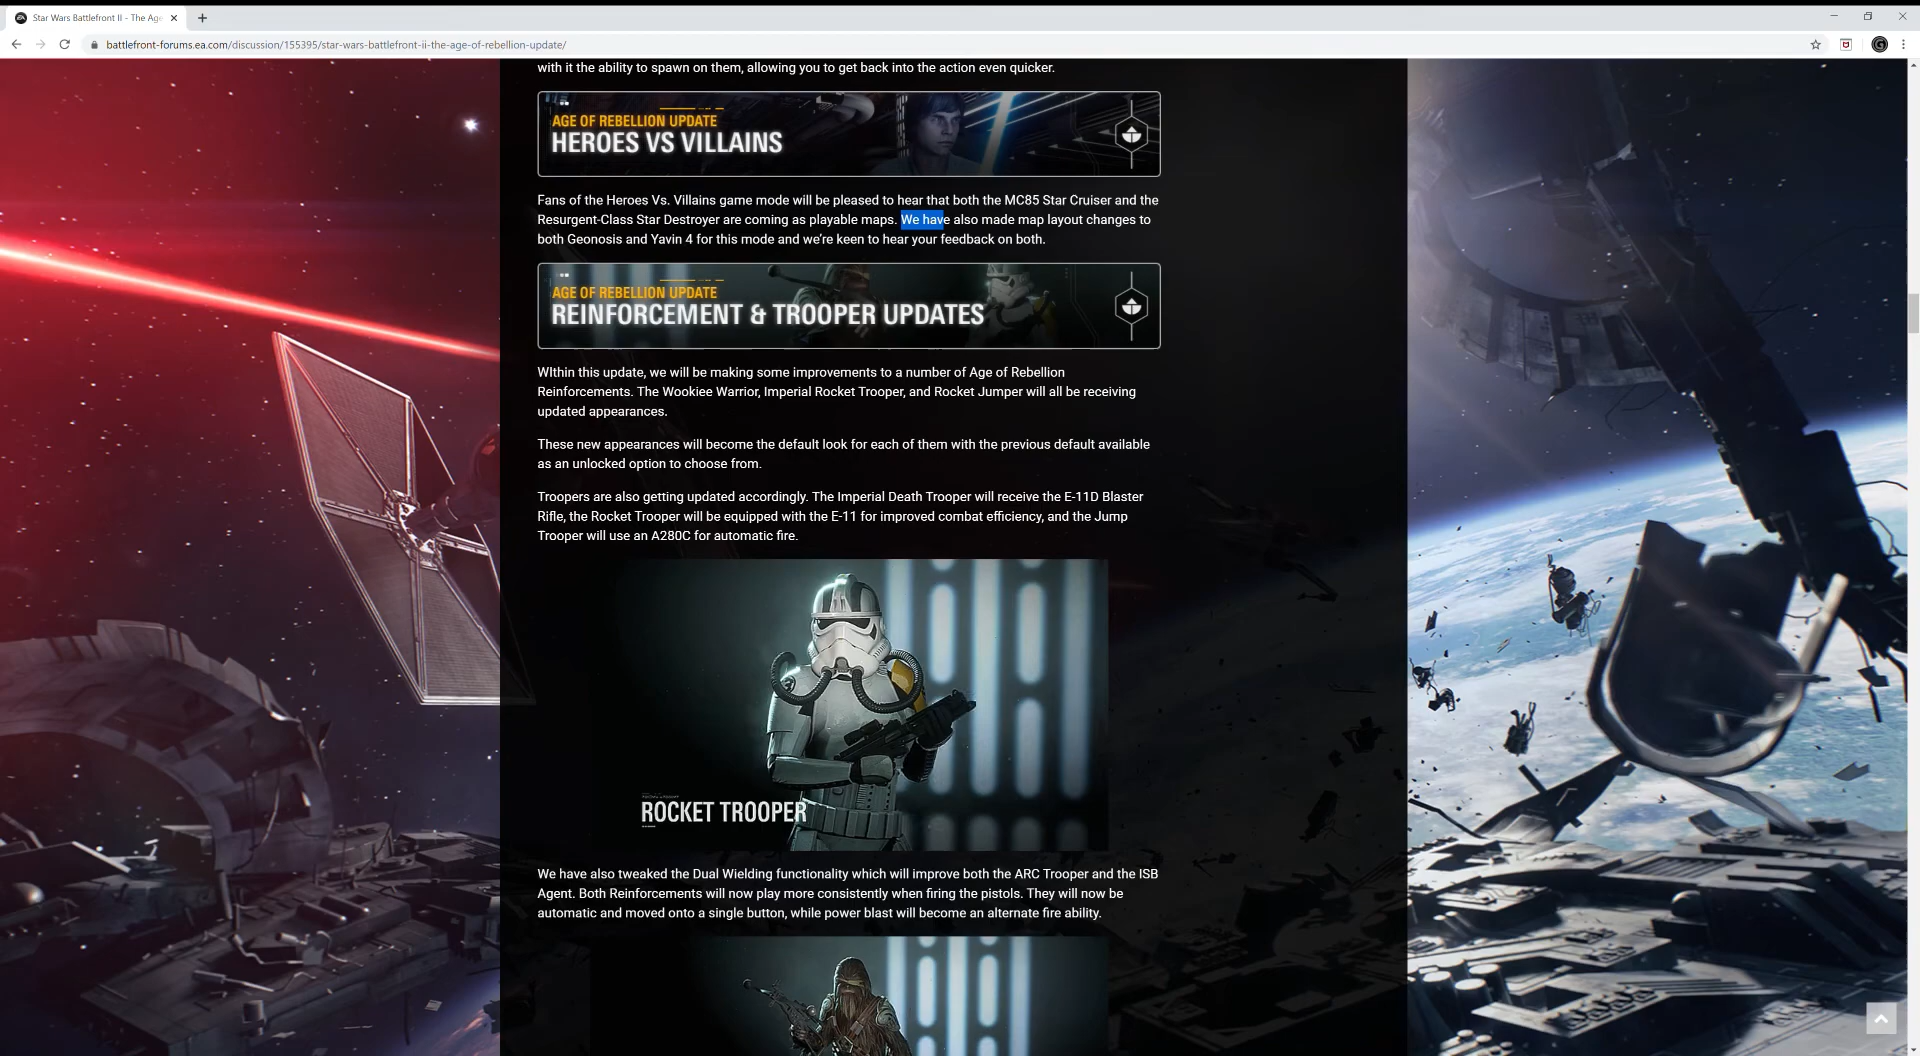 Star Wars Battlefront II - The Age
battlefront-forums.ea.com/discussion/155395/star-wars-battlefront-ii-the-age-of-rebellion-update/
with it the ability to spawn on them, allowing you to get back into the action even quicker.
AGE OF REBELLION UPDATE
HEROES VS VILLAINS
Fans of the Heroes Vs. Villains game mode will be pleased to hear that both the MC85 Star Cruiser and the
Resurgent-Class Star Destroyer are coming as playable maps. We have also made map layout changes to
both Geonosis and Yavin 4 for this mode and we’re keen to hear your feedback on both.
AGE OF REBELLION UPDATE
REINFORCEMENT & TROOPER UPDATES
WIthin this update, we will be making some improvements to a number of Age of Rebellion
Reinforcements. The Wookiee Warrior, Imperial Rocket Trooper, and Rocket Jumper will all be receiving
updated appearances.
These new appearances will become the default look for each of them with the previous default available
as an unlocked option to choose from.
Troopers are also getting updated accordingly. The Imperial Death Trooper will receive the E-11D Blaster
Rifle, the Rocket Trooper will be equipped with the E-11 for improved combat efficiency, and the Jump
Trooper will use an A280C for automatic fire.
ROCKET TROOPER
We have also tweaked the Dual Wielding functionality which will improve both the ARC Trooper and the ISB
Agent. Both Reinforcements will now play more consistently when firing the pistols. They will now be
automatic and moved onto a single button, while power blast will become an alternate fire ability.